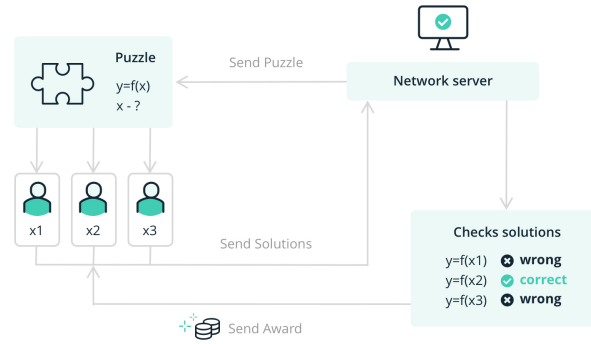 Puzzle
y=f(x)
x - ?
Send Puzzle
Network server
x1
x2
x3
Send Solutions
Checks solutions
y=f(x1) wrong
y=f(x2) correct
y=f(x3) wrong
Send Award